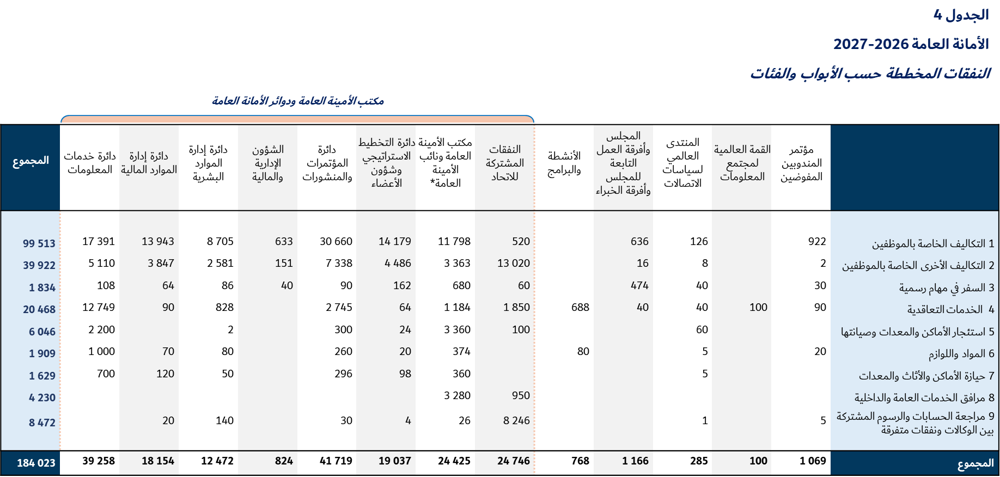 الجدول 4
الأمانة العامة 2026-2027
النفقات المخططة حسب الأبواب والفئات
مكتب الأمينة العامة ودوائر الأمانة العامة
مؤتمر
المندوبين
المفوضين
القمة العالمية
لمجتمع
المعلومات
المنتدى
العالمي
لسياسات
الاتصالات
المجلس
وأفرقة العمل
التابعة
للمجلس
وأفرقة الخبراء
الأنشطة
والبرامج
النفقات
المشتركة
للاتحاد
مكتب الأمينة
العامة ونائب
الأمينة
العامة*
دائرة التخطيط
الاستراتيجي
وشؤون
الأعضاء
دائرة
المؤتمرات
والمنشورات
الشؤون
الإدارية
والمالية
دائرة إدارة
الموارد
البشرية
دائرة إدارة
الموارد المالية
دائرة خدمات
المعلومات
المجموع
1 التكاليف الخاصة بالموظفين 922 126 636 520 11 798 14 179 30 660 633 8 705 13 943 17 391 99 513
2 التكاليف الأخرى الخاصة بالموظفين 2 8 16 13 020 3 363 4 486 7 338 151 2 581 3 847 5 110 39 922
3 السفر في مهام رسمية 30 40 474 60 680 162 90 40 86 64 108 1 834
4 الخدمات التعاقدية 90 100 40 40 688 1 850 1 184 64 2 745 828 90 12 749 20 468
5 استئجار الأماكن والمعدات وصيانتها 60 100 3 360 24 300 2 2 200 6 046
6 المواد واللوازم 20 5 80 374 20 260 80 70 1 000 1 909
7 حيازة الأماكن والأثاث والمعدات 5 360 98 296 50 120 700 1 629
8 مرافق الخدمات العامة والداخلية 950 3 280 4 230
9 مراجعة الحسابات والرسوم المشتركة
بين الوكالات ونفقات متفرقة 5 1 8 246 26 4 30 140 20 8 472
المجموع 1 069 100 285 1 166 768 24 746 24 425 19 037 41 719 824 12 472 18 154 39 258 184 023